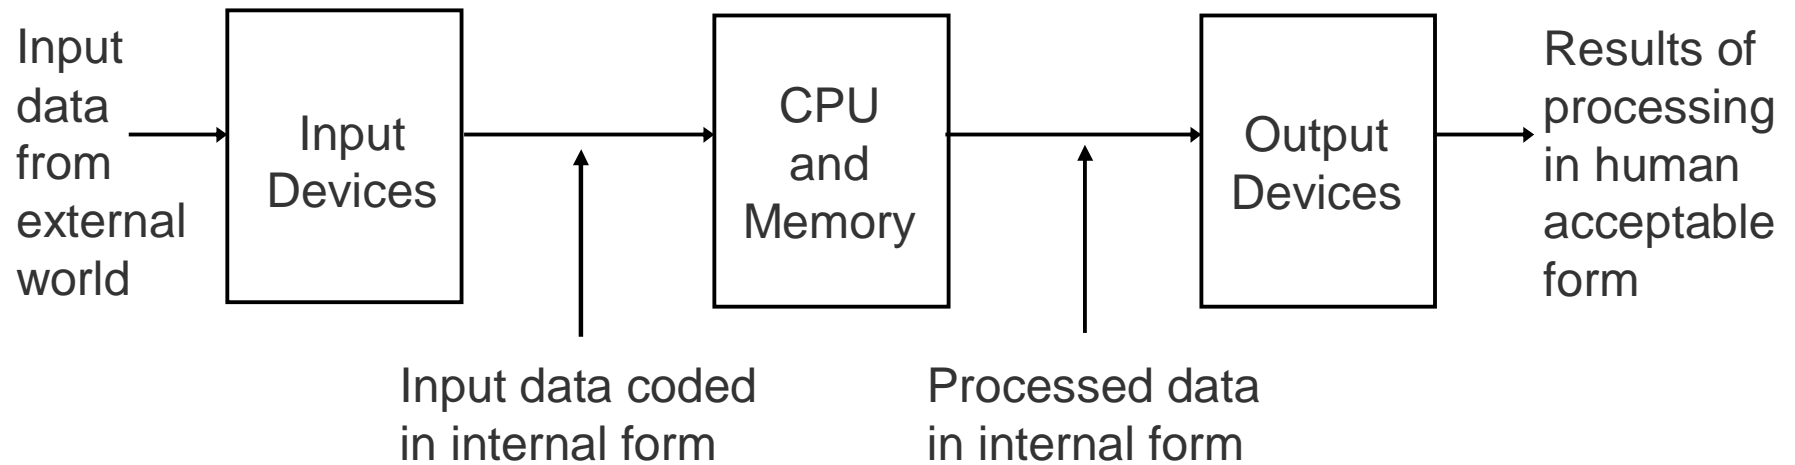 Input
data
from
external
world
Input
Devices
Input data coded
in internal form
CPU
and
Memory
Processed data
in internal form
Output
Devices
Results of
processing
in human
acceptable
form